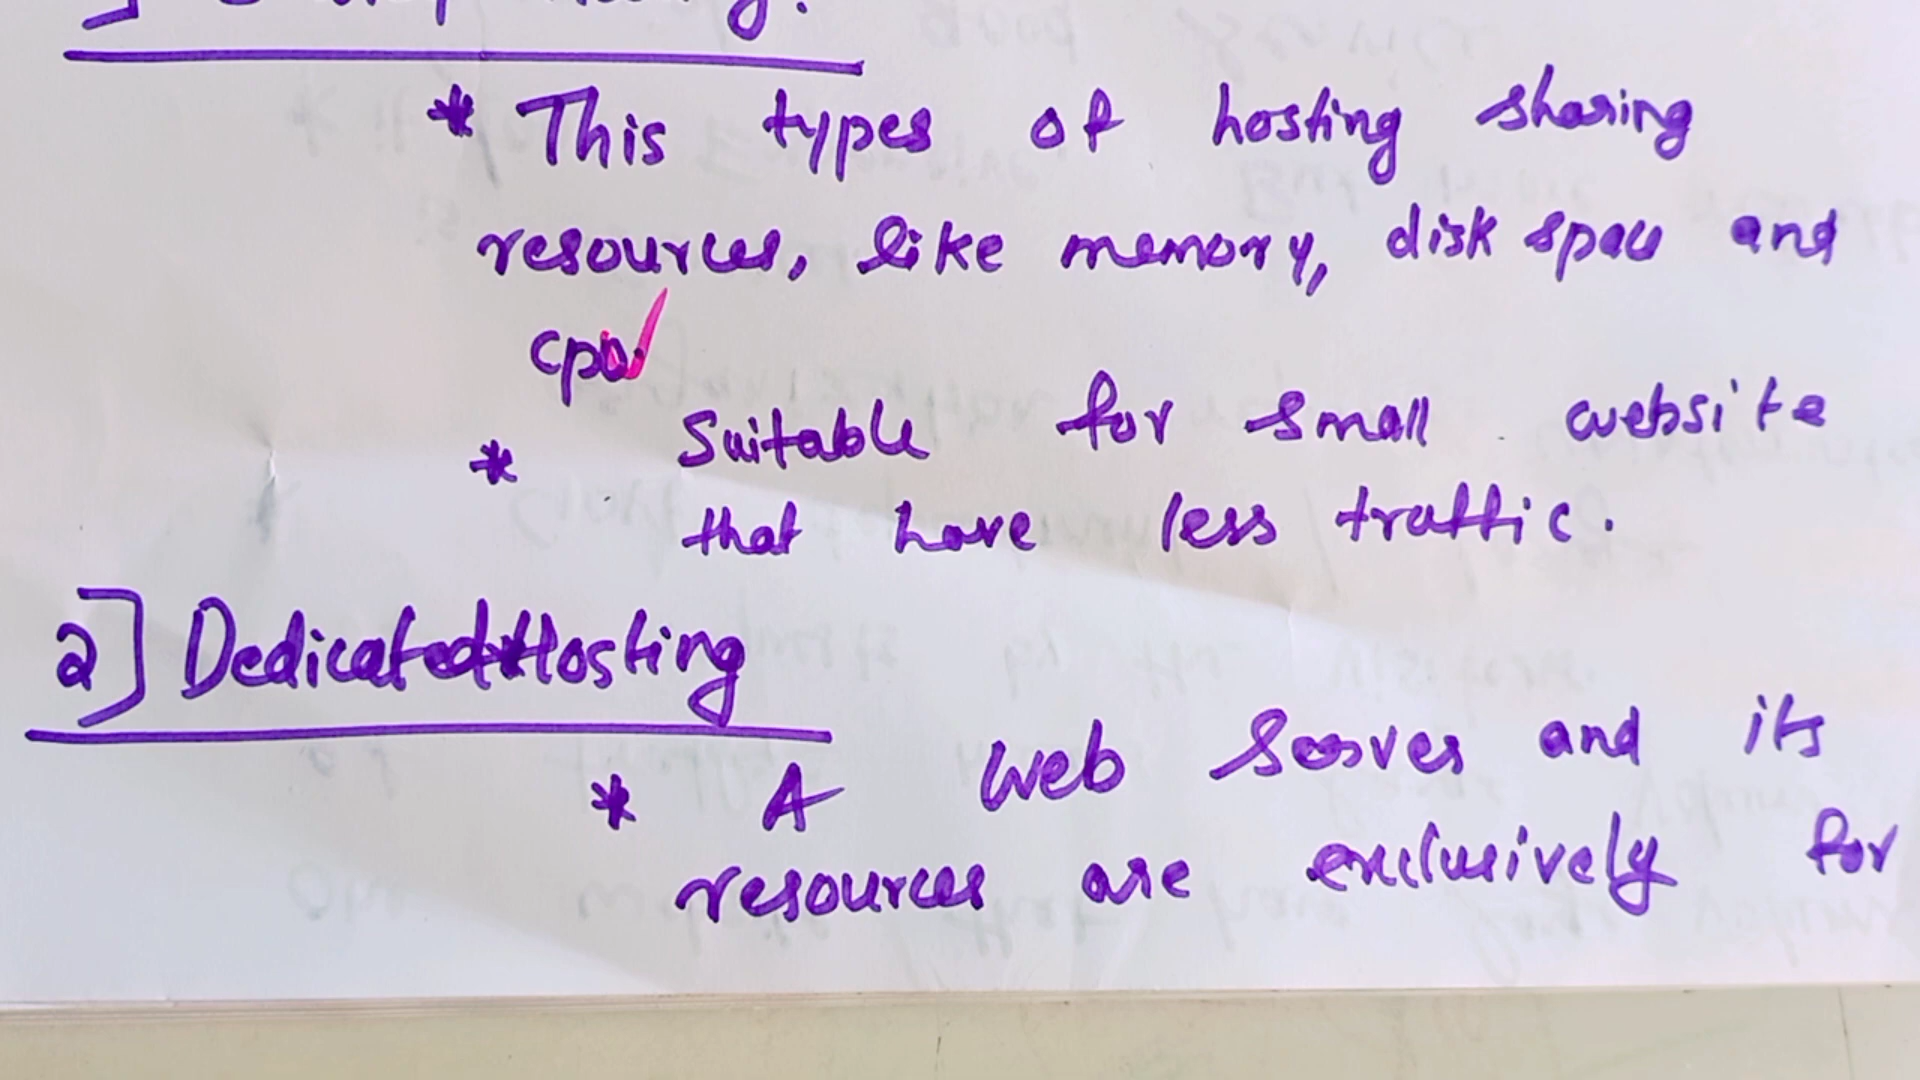 * This types of hosting sharing
resources, like memory, disk space and
cpu
* Suitable for small website
that have less traffic.
2] Dedicated Hosting
* A web server and its
resources are exclusively for